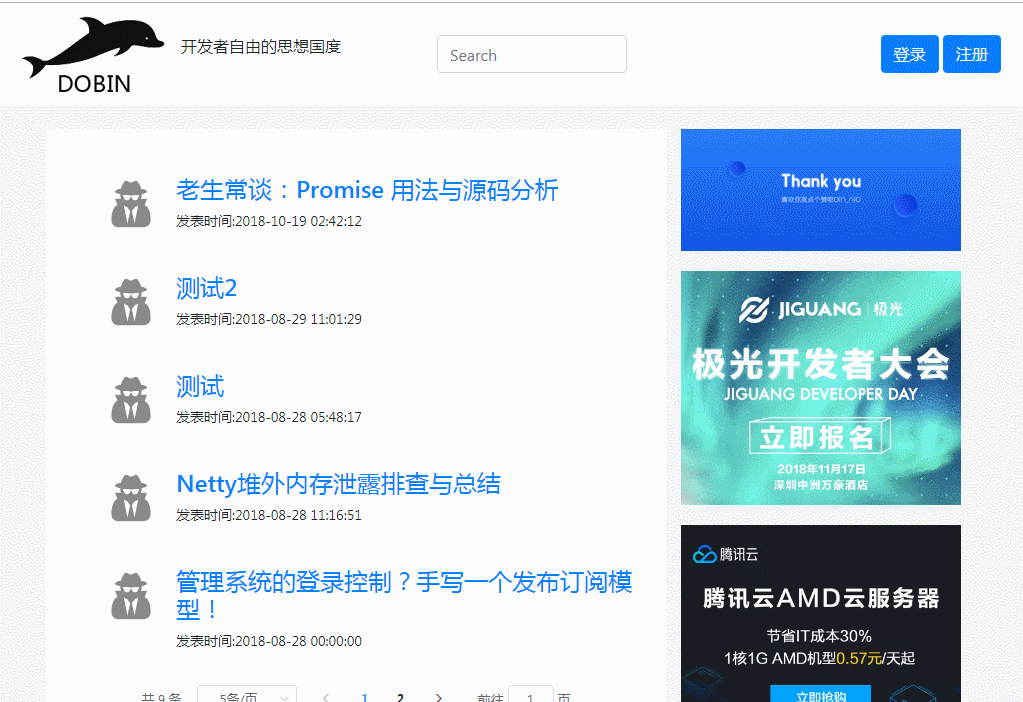 DOBIN
开发者自由的思想国度
Search
登录
注册
老生常谈：Promise 用法与源码分析
发表时间:2018-10-19 02:42:12
测试2
发表时间:2018-08-29 11:01:29
测试
发表时间:2018-08-28 05:48:17
Netty堆外内存泄露排查与总结
发表时间:2018-08-28 11:16:51
管理系统的登录控制？手写一个发布订阅模
型！
发表时间:2018-08-28 00:00:00
共 9 条
5条/页
1
2
前往
1
页
Thank you
JIGUANG | 极光
极光开发者大会
JIGUANG DEVELOPER DAY
立即报名
2018年11月17日
深圳中洲万豪酒店
腾讯云
腾讯云AMD云服务器
节省IT成本30%
1核1G AMD机型0.57元/天起
立即抢购